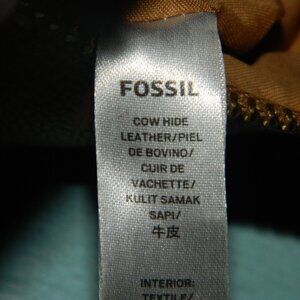 FOSSIL
COW HIDE
LEATHER/PIEL
DE BOVINO/
CUIR DE
VACHETTE/
KULIT SAMAK
SAPI/
牛皮
INTERIOR:
TEXTILE/